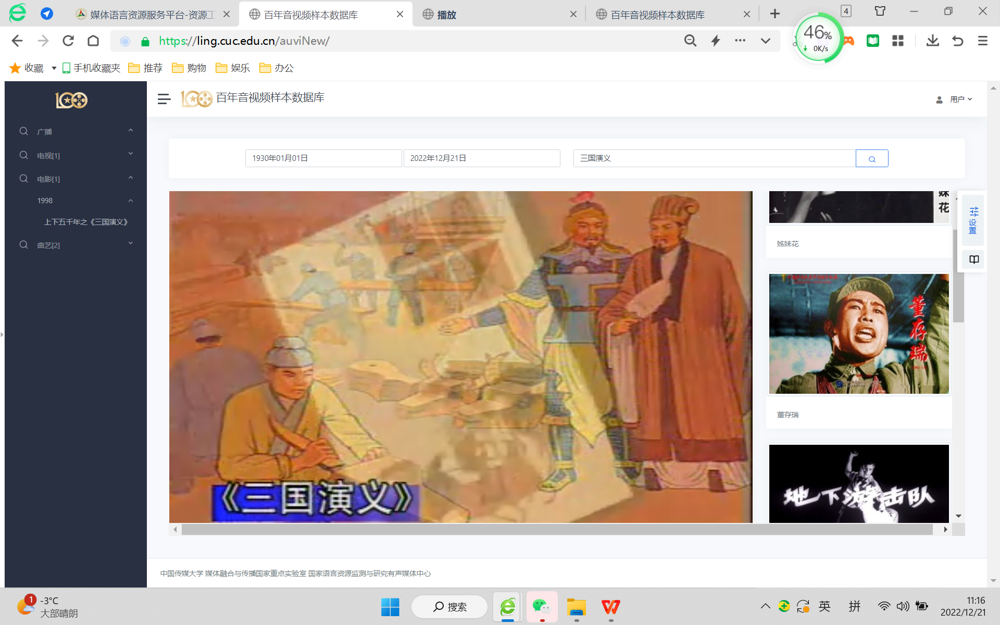 媒体语言资源服务平台-资源工
百年音视频样本数据库
播放
百年音视频样本数据库
4
https://ling.cuc.edu.cn/auviNew/
46%
0K/s
收藏
手机收藏夹
推荐
购物
娱乐
办公
100
100
百年音视频样本数据库
用户
广播
电视[1]
电影[1]
1998
上下五千年之《三国演义》
曲艺[2]
1930年01月01日
2022年12月21日
三国演义
《三国演义》
妹花
姊妹花
董存瑞
董存瑞
地下游击队
设置
中国传媒大学 媒体融合与传播国家重点实验室 国家语言资源监测与研究有声媒体中心
1
-3°C
大部晴朗
搜索
英
拼
11:16
2022/12/21